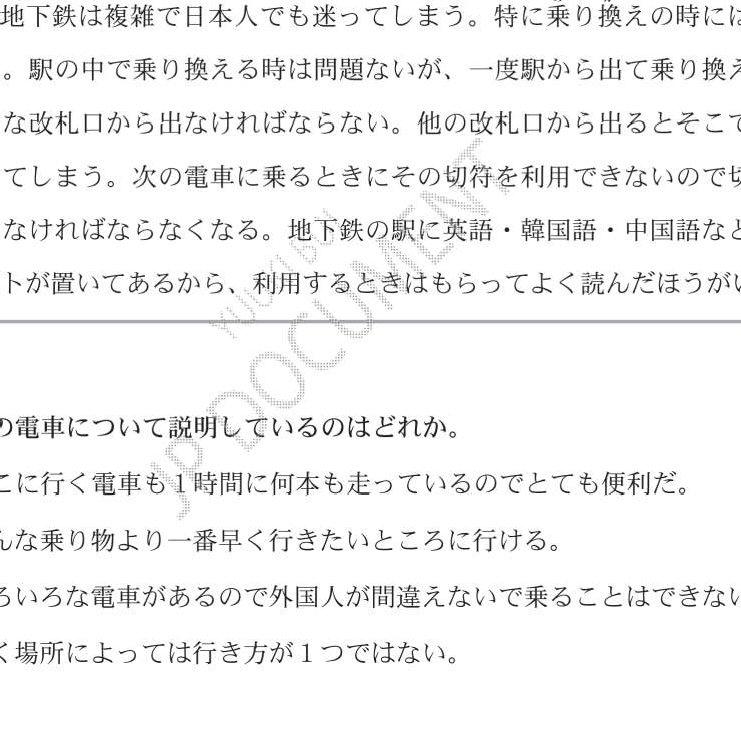 地下鉄は複雑で日本人でも迷ってしまう。特に乗り換えの時には
。駅の中で乗り換える時は問題ないが、一度駅から出て乗り換え
な改札口から出なければならない。他の改札口から出るとそこで
てしまう。次の電車に乗るときにその切符を利用できないので切
なければならなくなる。地下鉄の駅に英語・韓国語・中国語など
トが置いてあるから、利用するときはもらってよく読んだほうがい
YUUKI BUI
JP DOCUMENT
の電車について説明しているのはどれか。
こに行く電車も１時間に何本も走っているのでとても便利だ。
んな乗り物より一番早く行きたいところに行ける。
ろいろな電車があるので外国人が間違えないで乗ることはできない
く場所によっては行き方が１つではない。